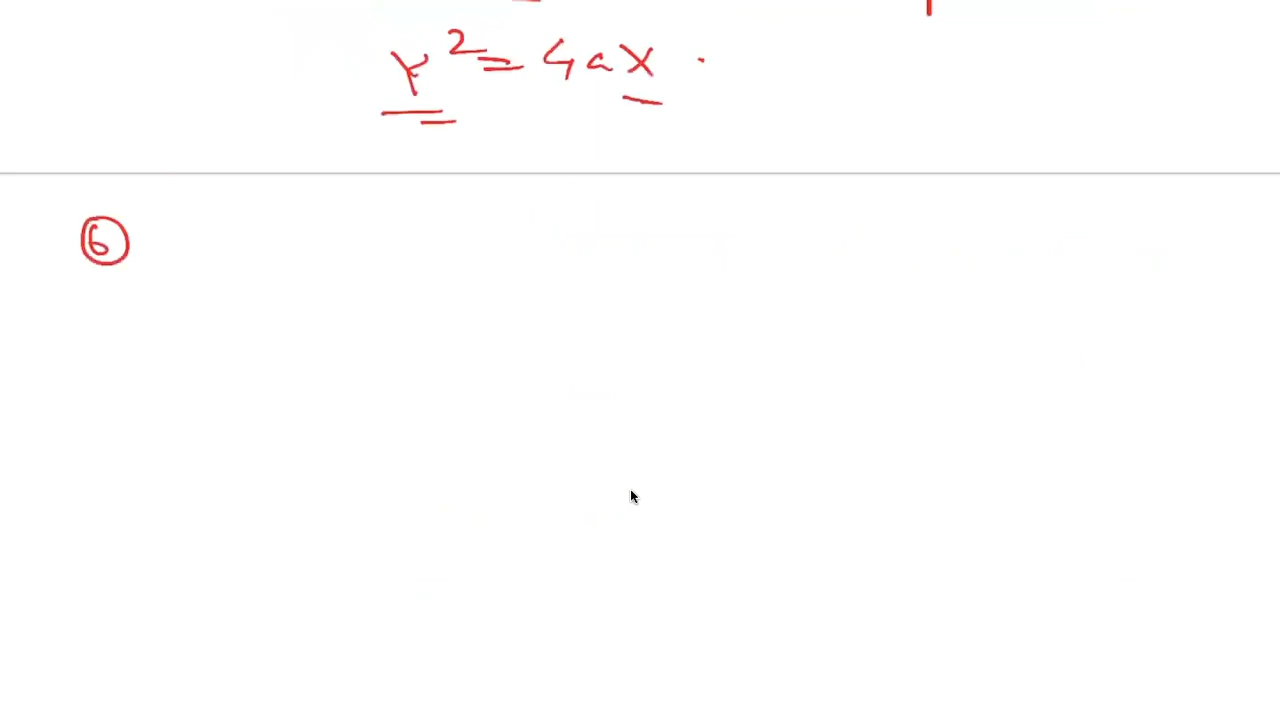 Y² = 4aX .
6